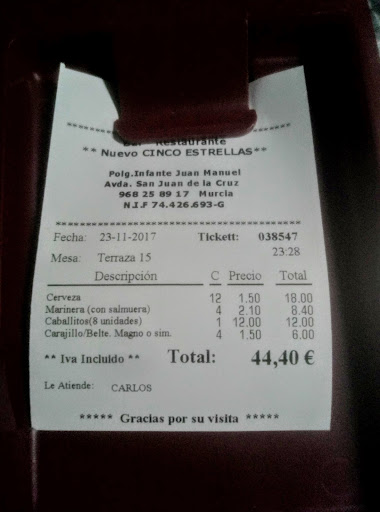 Restaurante
** Nuevo CINCO ESTRELLAS**
Polg.Infante Juan Manuel
Avda. San Juan de la Cruz
968 25 89 17 Murcia
N.I.F 74.426.693-G
Fecha: 23-11-2017 Tickett: 038547
23:28
Mesa: Terraza 15
Descripción C Precio Total
Cerveza 12 1.50 18.00
Marinera (con salmuera) 4 2.10 8.40
Caballitos(8 unidades) 1 12.00 12.00
Carajillo/Belte. Magno o sim. 4 1.50 6.00
** Iva Incluido ** Total: 44,40 €
Le Atiende: CARLOS
***** Gracias por su visita *****